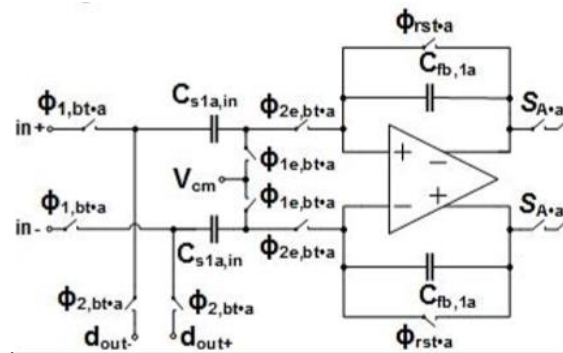 Φrst•a
Cfb,1a
Φ1,bt•a
Cs1a,in
Φ2e,bt•a
SA•a
in+
+
−
Φ1e,bt•a
Vcm
Φ1,bt•a
Φ1e,bt•a
−
+
SA•a
in-
Cs1a,in
Φ2e,bt•a
Cfb,1a
Φ2,bt•a
Φ2,bt•a
dout-
dout+
Φrst•a